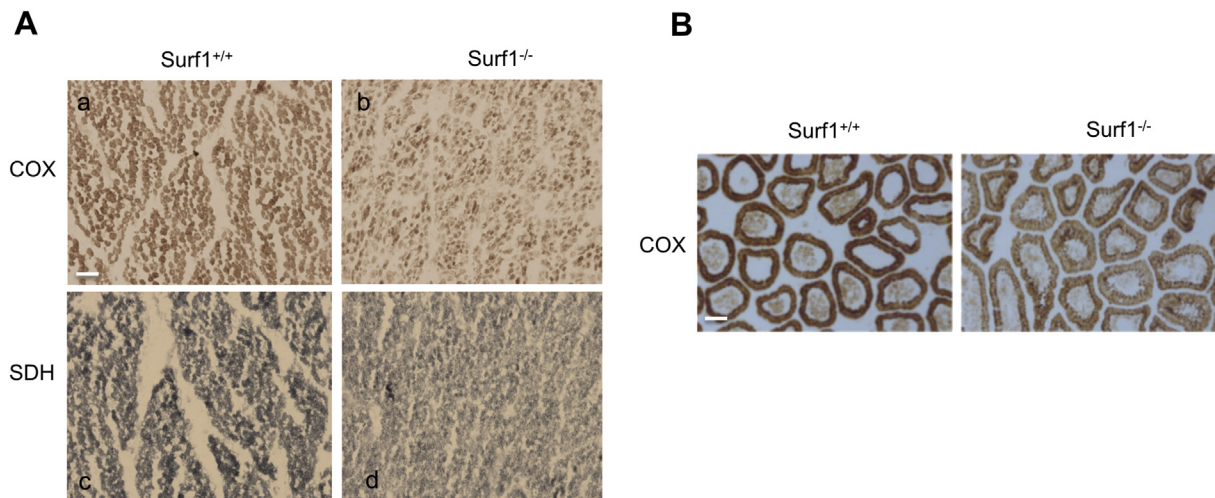 A
B
Surf1+/+
Surf1-/-
Surf1+/+
Surf1-/-
a
b
COX
COX
SDH
c
d